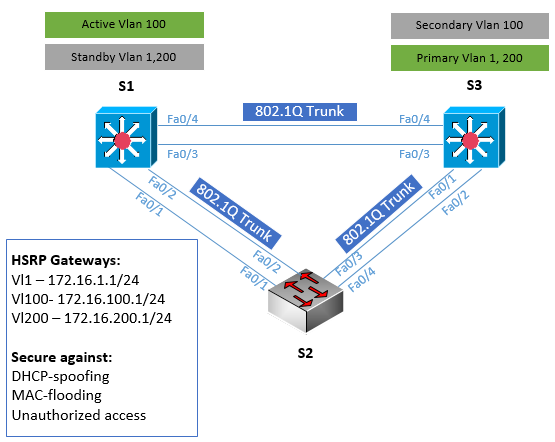 Active Vlan 100
Standby Vlan 1,200
Secondary Vlan 100
Primary Vlan 1, 200
S1
S3
Fa0/4
802.1Q Trunk
Fa0/4
Fa0/3
Fa0/3
Fa0/2
Fa0/1
802.1Q Trunk
Fa0/2
Fa0/1
Fa0/1
Fa0/2
802.1Q Trunk
Fa0/3
Fa0/4
S2
HSRP Gateways:
Vl1 – 172.16.1.1/24
Vl100- 172.16.100.1/24
Vl200 – 172.16.200.1/24
Secure against:
DHCP-spoofing
MAC-flooding
Unauthorized access